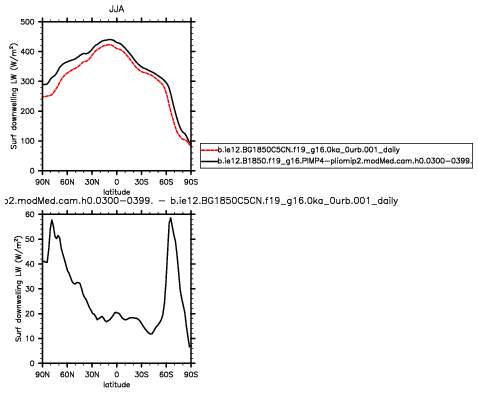 JJA
500
400
300
200
100
0
Surf downwelling LW (W/m²)
90N 60N 30N 0 30S 60S 90S
latitude
b.ie12.BG1850C5CN.f19_g16.0ka_0urb.001_daily
b.ie12.B1850.f19_g16.PlMP4-pliomip2.modMed.cam.h0.0300-0399.
o2.modMed.cam.h0.0300-0399. - b.ie12.BG1850C5CN.f19_g16.0ka_0urb.001_daily
60
50
40
30
20
10
0
Surf downwelling LW (W/m²)
90N 60N 30N 0 30S 60S 90S
latitude